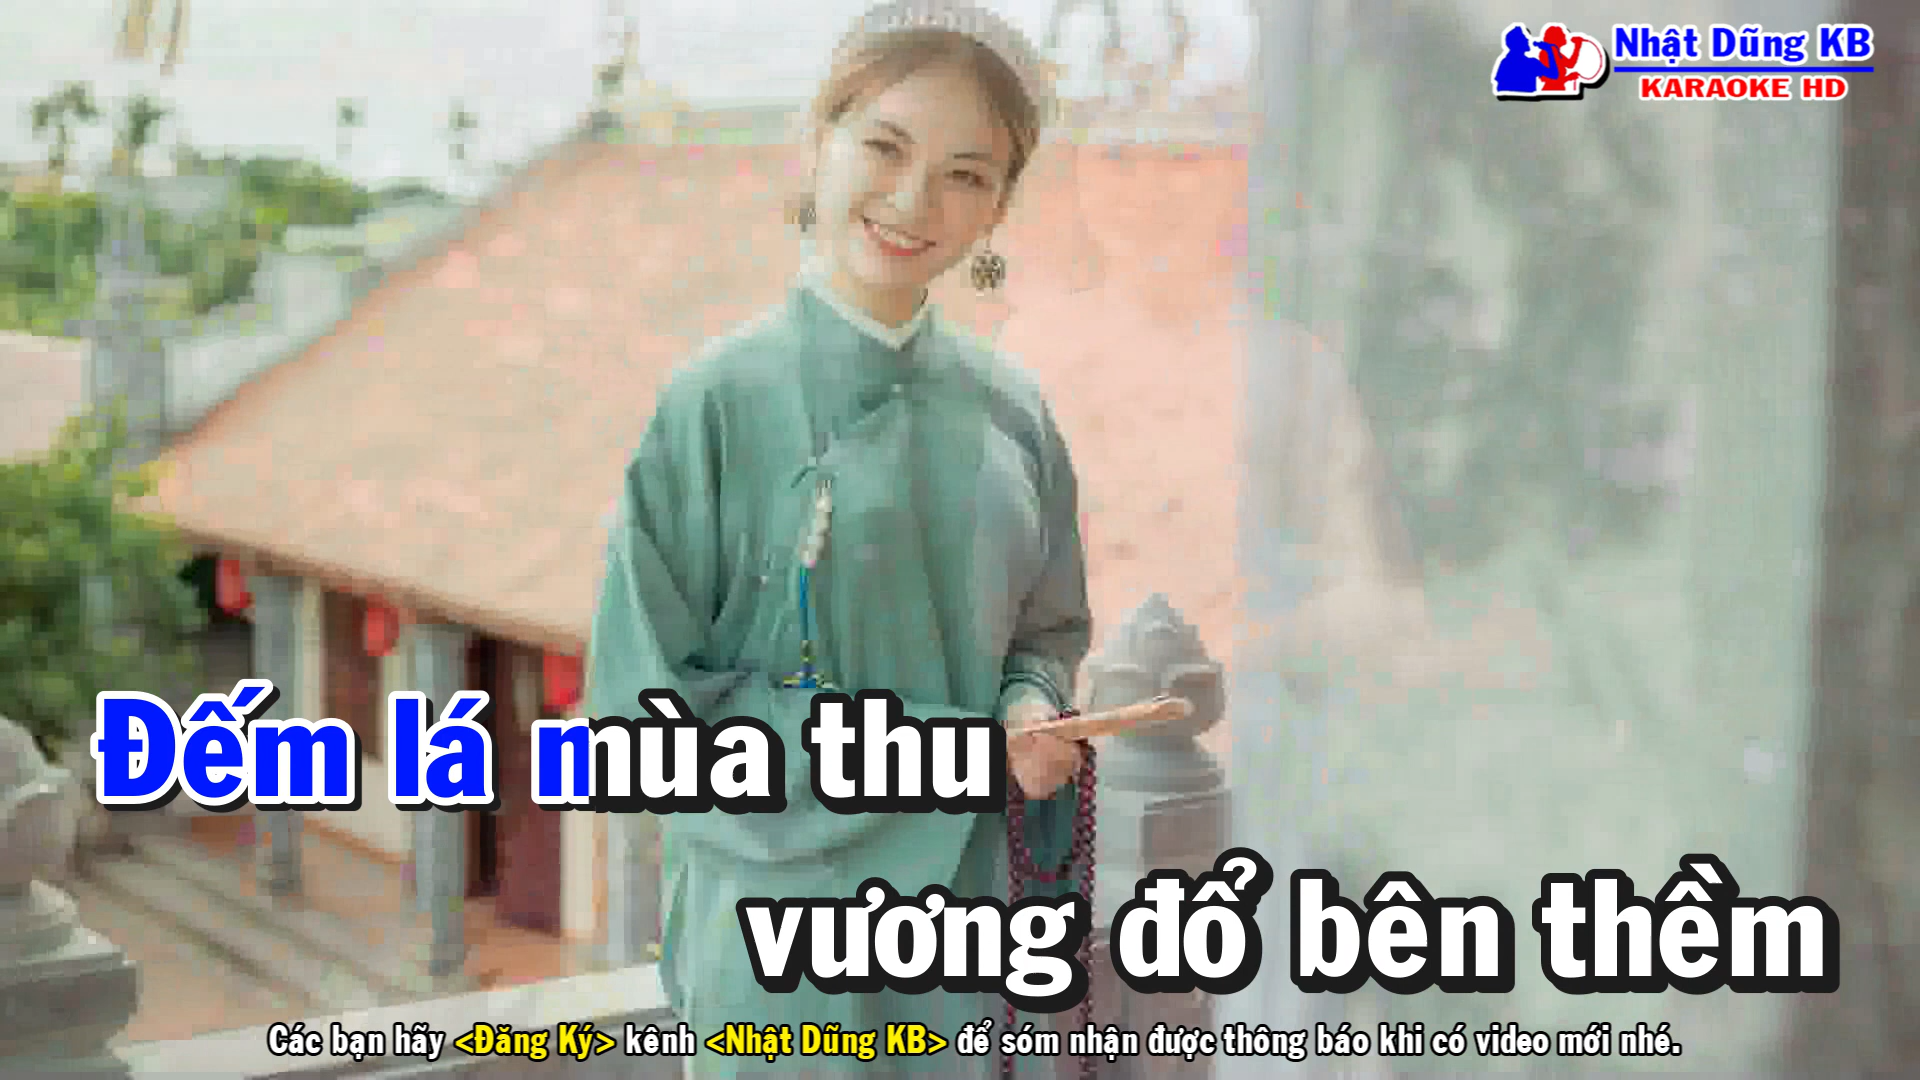 Nhật Dũng KB
KARAOKE HD
Đếm lá mùa thu
vương đổ bên thềm
Các bạn hãy <Đăng Ký> kênh <Nhật Dũng KB> để sóm nhận được thông báo khi có video mới nhé.